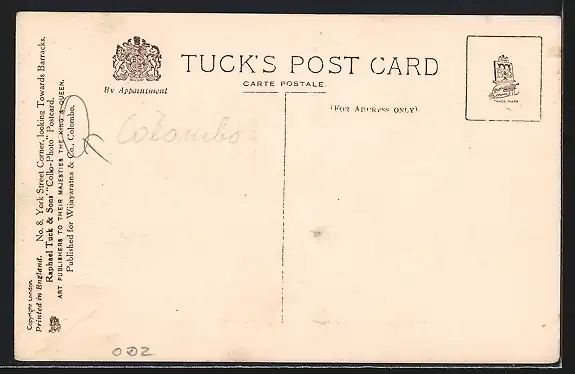 TUCK'S POST CARD
CARTE POSTALE.
By Appointment
(FOR ADDRESS ONLY)
TRADE MARK
Colombo
Copyright London.
Printed in England. No. 8. York Street Corner, looking Towards Barracks.
Raphael Tuck & Sons' "Collo-Photo" Postcard.
ART PUBLISHERS TO THEIR MAJESTIES THE KING & QUEEN.
Published for Wijayaratna & Co., Colombo.